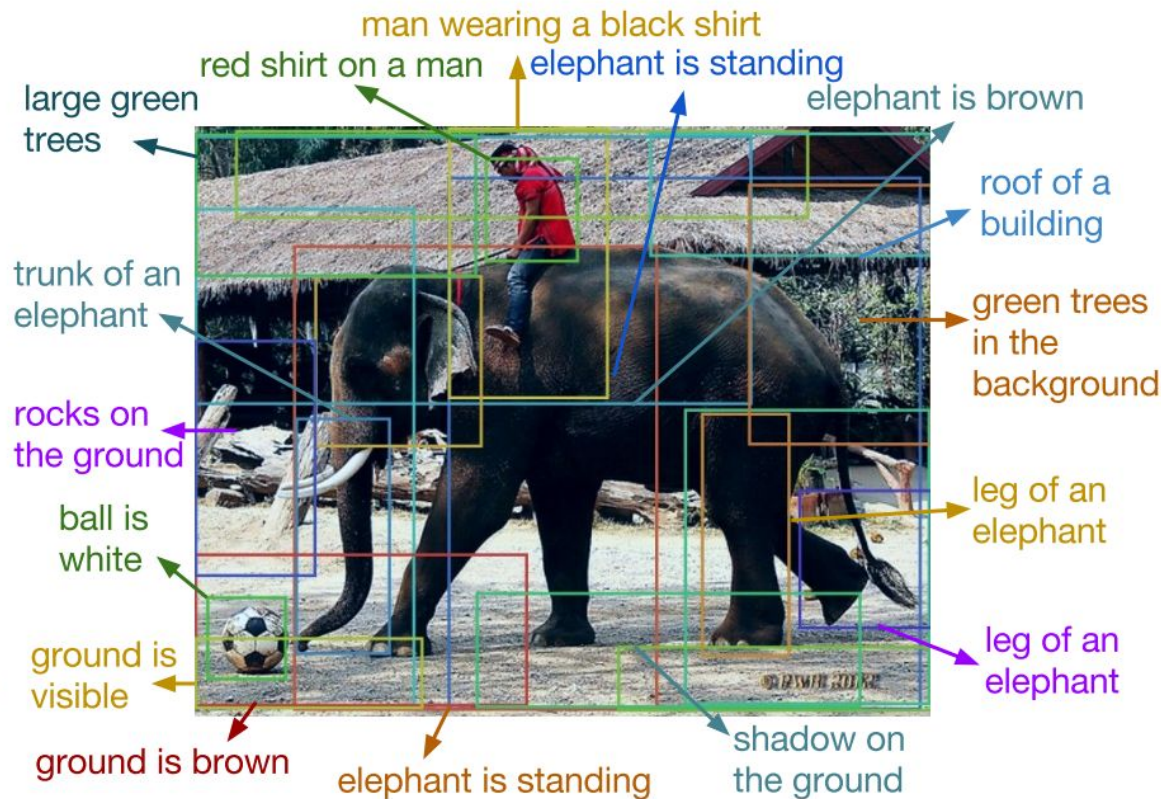 man wearing a black shirt
red shirt on a man
elephant is standing
large green
trees
elephant is brown
roof of a
building
trunk of an
elephant
green trees
in the
background
rocks on
the ground
leg of an
elephant
ball is
white
ground is
visible
leg of an
elephant
ground is brown
elephant is standing
shadow on
the ground